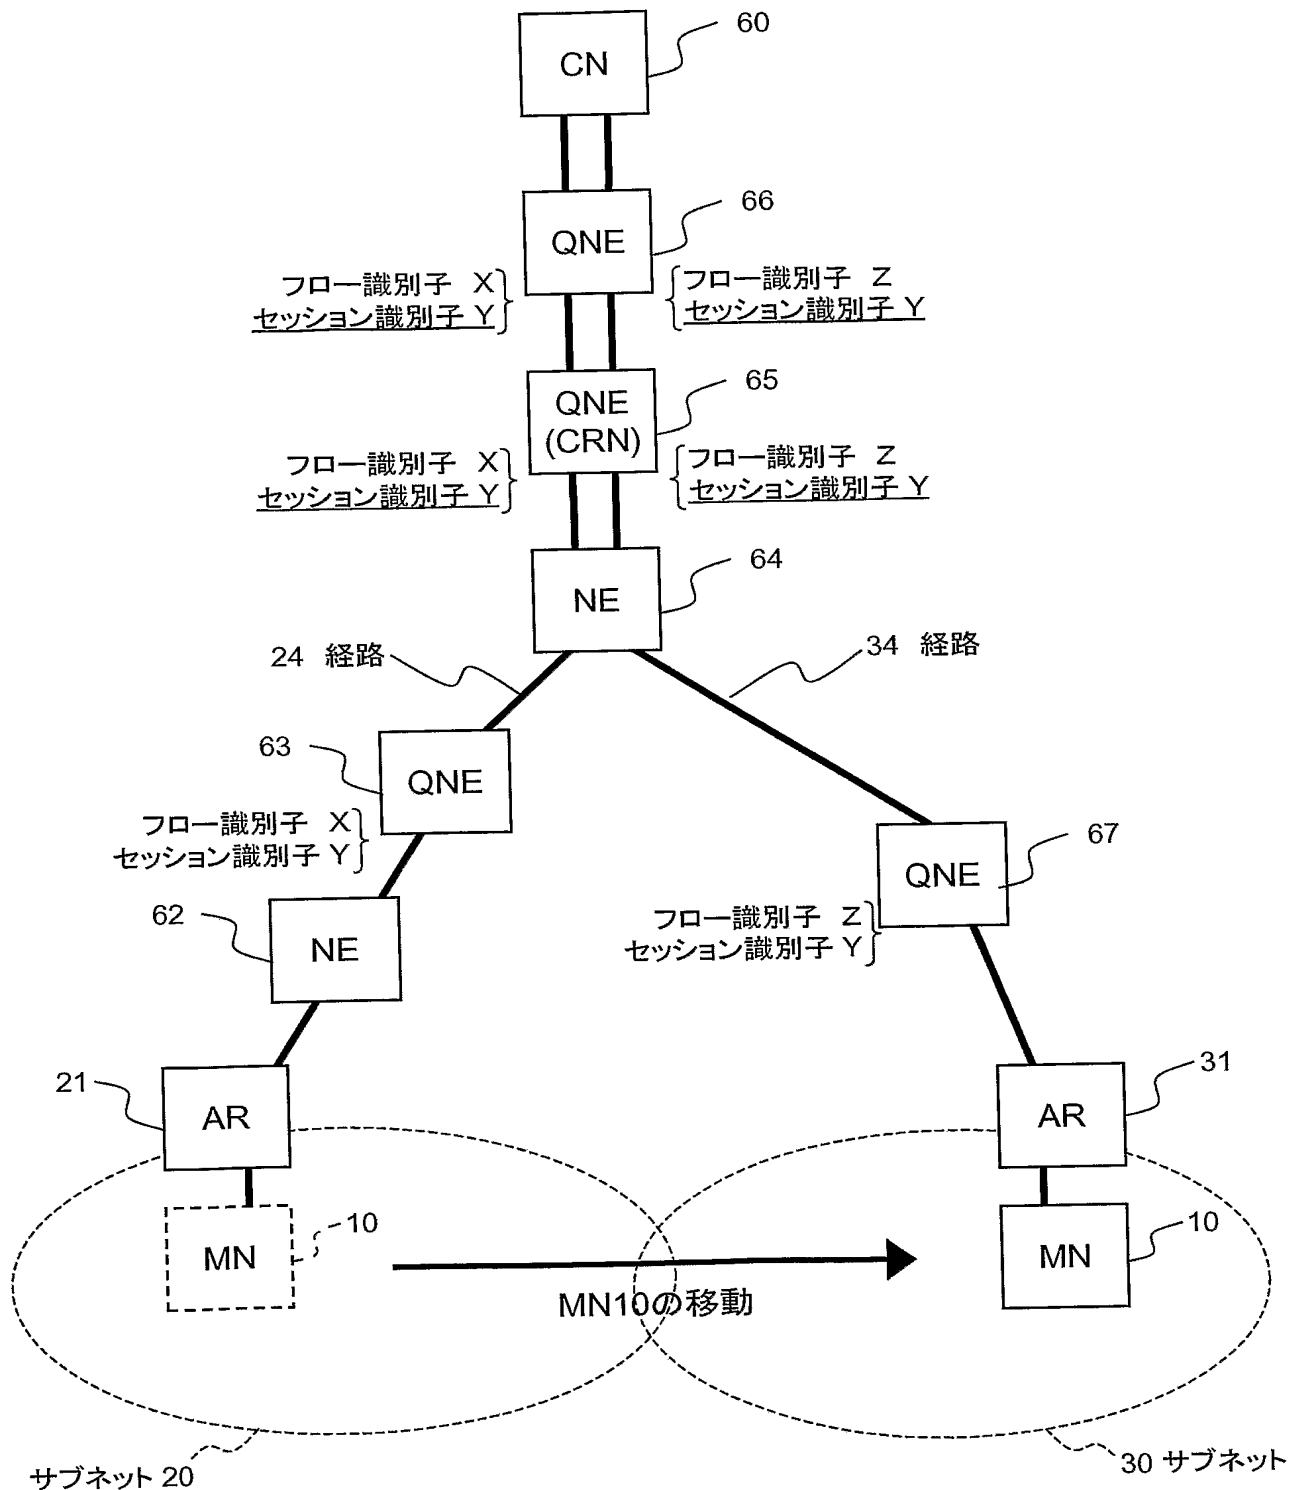 60
CN
66
QNE
フロー識別子 X
セッション識別子 Y
フロー識別子 Z
セッション識別子 Y
65
QNE
(CRN)
フロー識別子 X
セッション識別子 Y
フロー識別子 Z
セッション識別子 Y
64
NE
24 経路
34 経路
63
QNE
フロー識別子 X
セッション識別子 Y
67
QNE
フロー識別子 Z
セッション識別子 Y
62
NE
21
AR
31
AR
10
MN
10
MN
MN10の移動
サブネット 20
30 サブネット